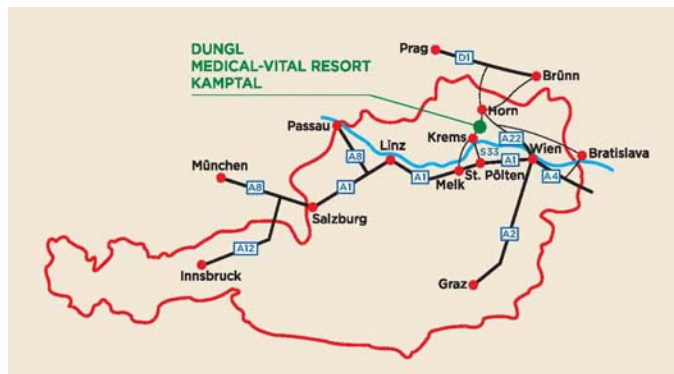 DUNGL
MEDICAL-VITAL RESORT
KAMPTAL
Prag
D1
Brünn
Horn
Passau
Krems
A22
Linz
S33
Wien
Bratislava
München
A8
A8
A1
A1
Melk
St. Pölten
A1
A4
Salzburg
A12
A2
Innsbruck
Graz